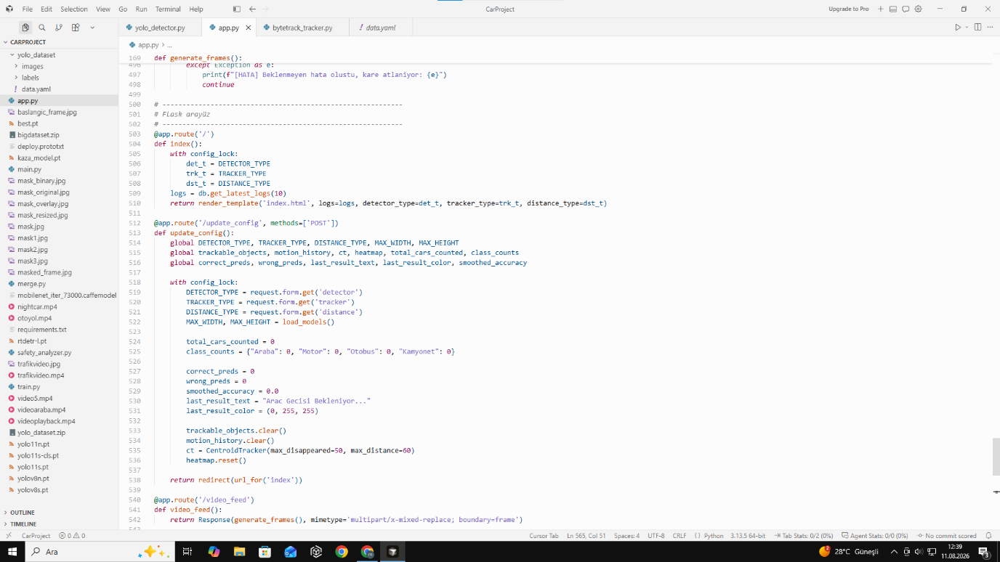 File Edit Selection View Go Run Terminal Help
CarProject
Upgrade to Pro
yolo_detector.py
app.py
bytetrack_tracker.py
! data.yaml
CARPROJECT
yolo_dataset
images
labels
! data.yaml
app.py
baslangic_frame.jpg
best.pt
bigdataset.zip
deploy.prototxt
kaza_model.pt
main.py
mask_binary.jpg
mask_original.jpg
mask_overlay.jpg
mask_resized.jpg
mask.jpg
mask1.jpg
mask2.jpg
mask3.jpg
masked_frame.jpg
merge.py
mobilenet_iter_73000.caffemodel
nightcar.mp4
otoyol.mp4
requirements.txt
rtdetr-l.pt
safety_analyzer.py
trafikvideo.jpg
trafikvideo.mp4
train.py
video5.mp4
videoaraba.mp4
videoplayback.mp4
yolo_dataset.zip
yolo11n.pt
yolo11s-cls.pt
yolo11s.pt
yolov8n.pt
yolov8s.pt
OUTLINE
TIMELINE
app.py > ...
169 def generate_frames():
496 except Exception as e:
497 print(f"[HATA] Beklenmeyen hata olustu, kare atlaniyor: {e}")
498 continue
499
500 # ------------------------------------------------------------
501 # Flask arayüz
502 # ------------------------------------------------------------
503 @app.route('/')
504 def index():
505 with config_lock:
506 det_t = DETECTOR_TYPE
507 trk_t = TRACKER_TYPE
508 dst_t = DISTANCE_TYPE
509 logs = db.get_latest_logs(10)
510 return render_template('index.html', logs=logs, detector_type=det_t, tracker_type=trk_t, distance_type=dst_t)
511
512 @app.route('/update_config', methods=['POST'])
513 def update_config():
514 global DETECTOR_TYPE, TRACKER_TYPE, DISTANCE_TYPE, MAX_WIDTH, MAX_HEIGHT
515 global trackable_objects, motion_history, ct, heatmap, total_cars_counted, class_counts
516 global correct_preds, wrong_preds, last_result_text, last_result_color, smoothed_accuracy
517
518 with config_lock:
519 DETECTOR_TYPE = request.form.get('detector')
520 TRACKER_TYPE = request.form.get('tracker')
521 DISTANCE_TYPE = request.form.get('distance')
522 MAX_WIDTH, MAX_HEIGHT = load_models()
523
524 total_cars_counted = 0
525 class_counts = {"Araba": 0, "Motor": 0, "Otobus": 0, "Kamyonet": 0}
526
527 correct_preds = 0
528 wrong_preds = 0
529 smoothed_accuracy = 0.0
530 last_result_text = "Arac Gecisi Bekleniyor..."
531 last_result_color = (0, 255, 255)
532
533 trackable_objects.clear()
534 motion_history.clear()
535 ct = CentroidTracker(max_disappeared=50, max_distance=60)
536 heatmap.reset()
537
538 return redirect(url_for('index'))
539
540 @app.route('/video_feed')
541 def video_feed():
542 return Response(generate_frames(), mimetype='multipart/x-mixed-replace; boundary=frame')
CarProject 0 0 Cursor Tab Ln 565, Col 51 Spaces: 4 UTF-8 CRLF Python 3.13.5 64-bit Tab Stats: 0/2 (0%) Agent Stats: 0/0 (0%) No commit scored
Ara
28°C Güneşli
12:39
11.08.2026
3